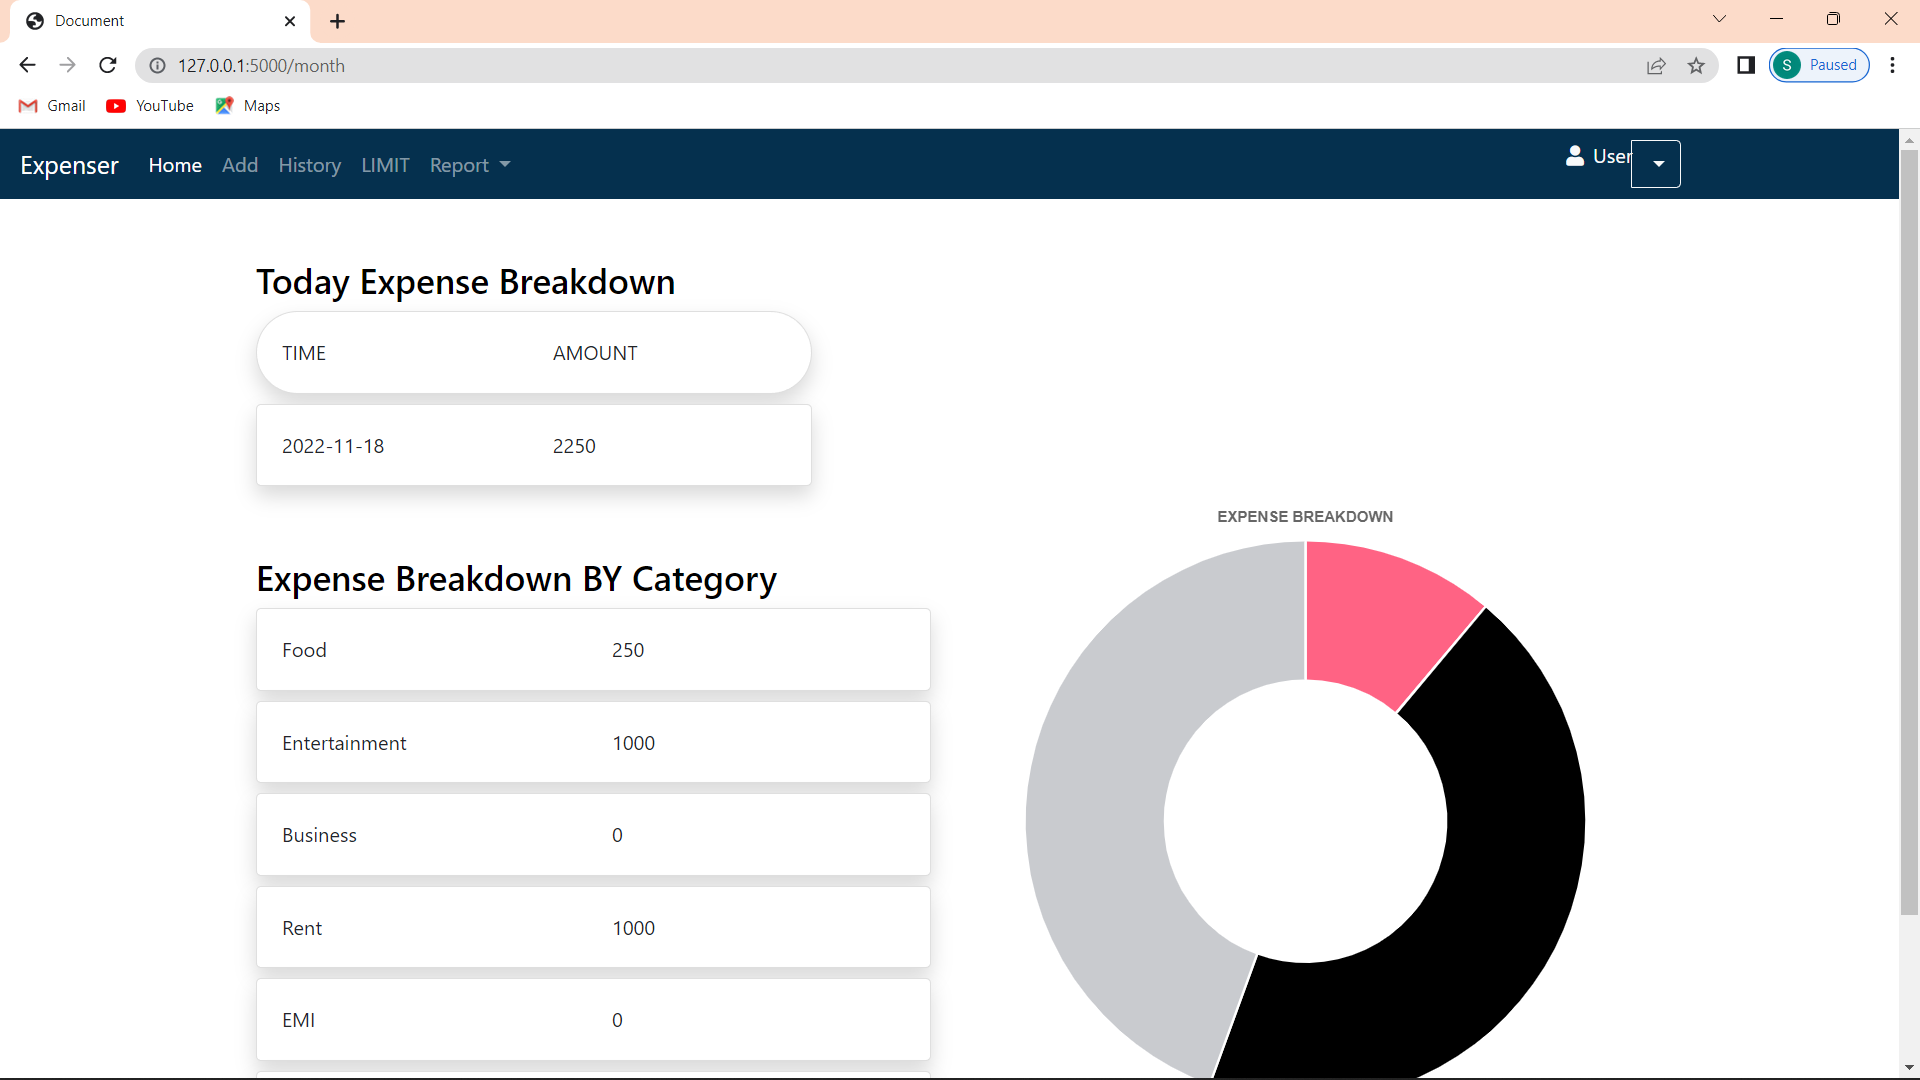 Document
127.0.0.1:5000/month
S Paused
Gmail YouTube Maps
Expenser Home Add History LIMIT Report User
Today Expense Breakdown
TIME AMOUNT
2022-11-18 2250
EXPENSE BREAKDOWN
Expense Breakdown BY Category
Food 250
Entertainment 1000
Business 0
Rent 1000
EMI 0